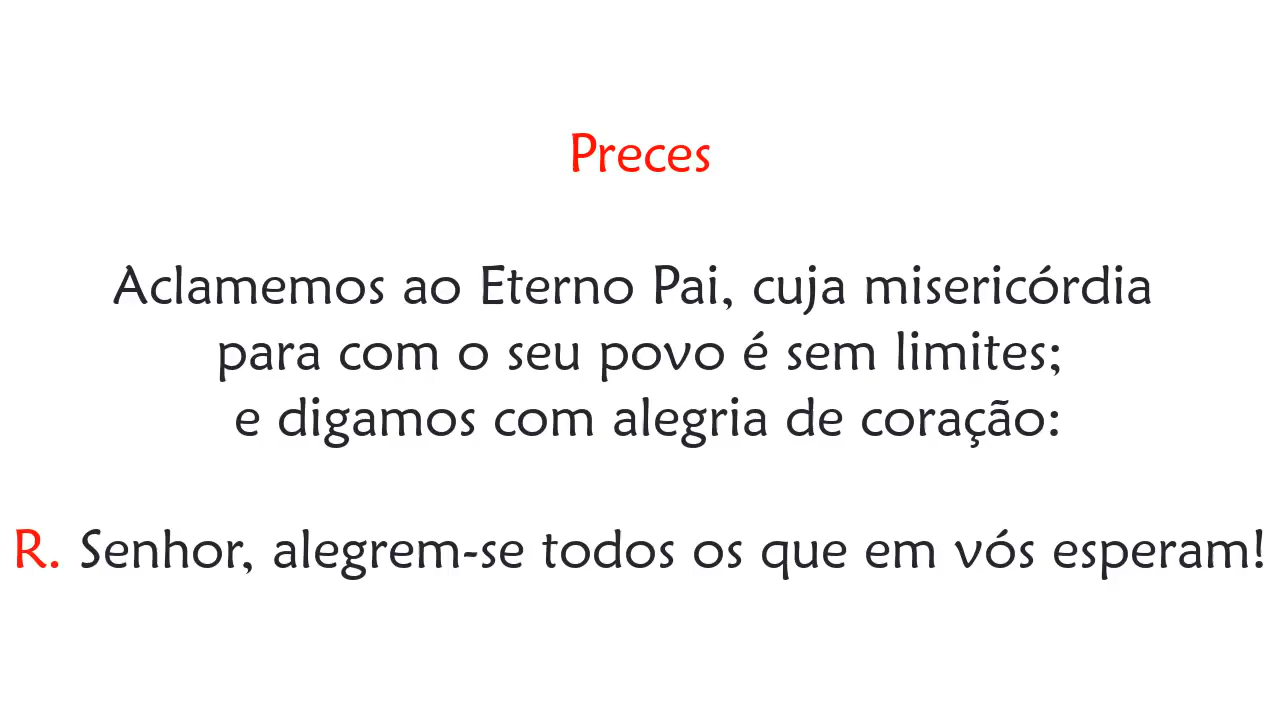 Preces
Aclamemos ao Eterno Pai, cuja misericórdia
para com o seu povo é sem limites;
e digamos com alegria de coração:
R. Senhor, alegrem-se todos os que em vós esperam!